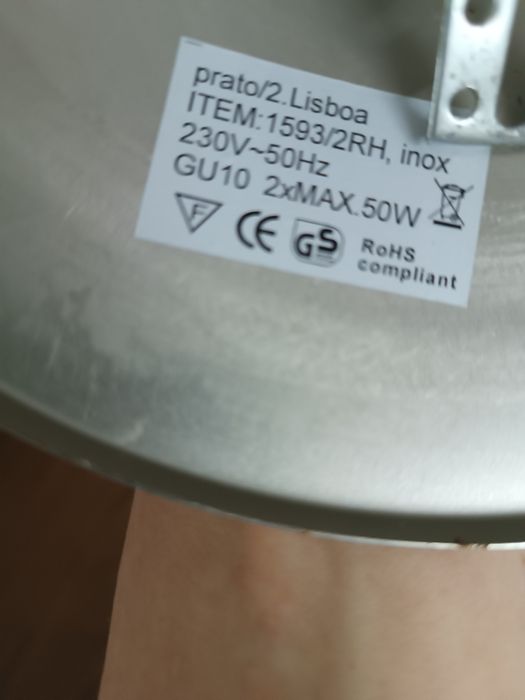 prato/2.Lisboa
ITEM:1593/2RH, inox
230V~50Hz
GU10 2xMAX.50W
F CE GS RoHS
compliant